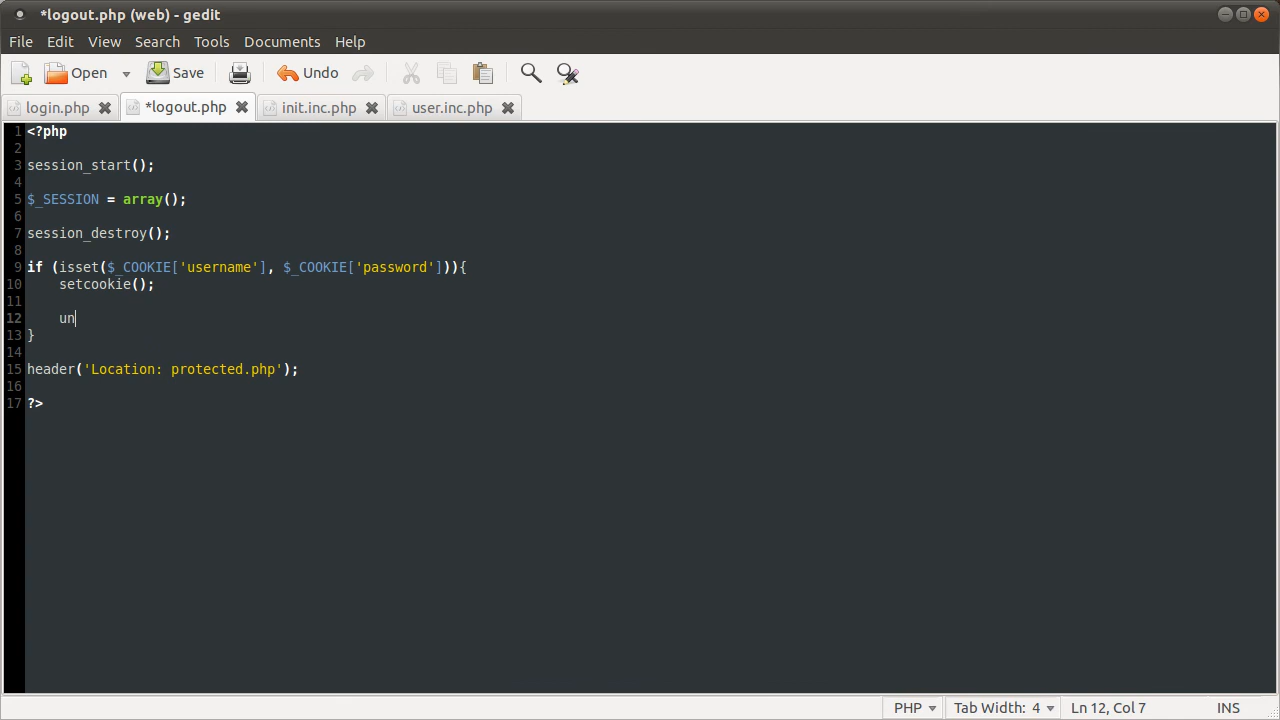 *logout.php (web) - gedit
File Edit View Search Tools Documents Help
Open Save Undo
login.php *logout.php init.inc.php user.inc.php
1 <?php
2
3 session_start();
4
5 $_SESSION = array();
6
7 session_destroy();
8
9 if (isset($_COOKIE['username'], $_COOKIE['password'])){
10     setcookie();
11
12     un
13 }
14
15 header('Location: protected.php');
16
17 ?>
PHP Tab Width: 4 Ln 12, Col 7 INS